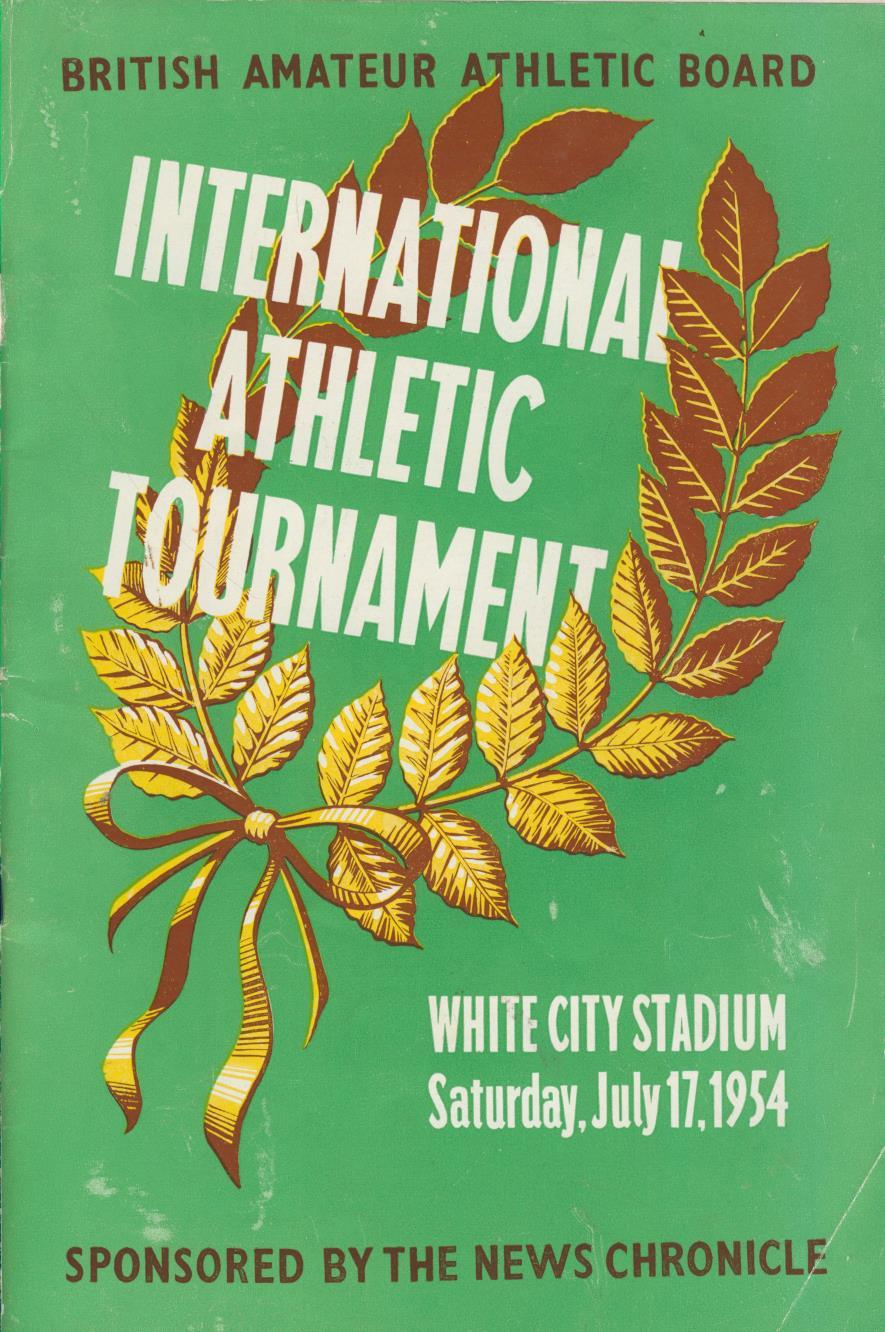 BRITISH AMATEUR ATHLETIC BOARD
INTERNATIONAL
ATHLETIC
TOURNAMENT
WHITE CITY STADIUM
Saturday, July 17, 1954
SPONSORED BY THE NEWS CHRONICLE